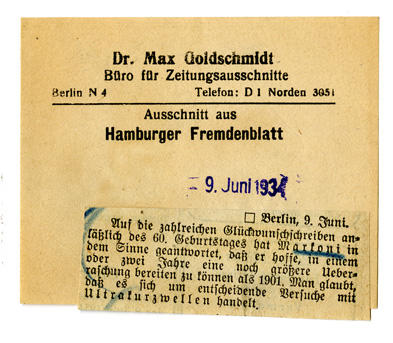 Dr. Max Goldschmidt
Büro für Zeitungsausschnitte
Berlin N 4 Telefon: D 1 Norden 3051
Ausschnitt aus
Hamburger Fremdenblatt
9. Juni 1934
□ Berlin, 9. Juni.
Auf die zahlreichen Glückwunschschreiben an-
läßlich des 60. Geburtstages hat Markoni in
dem Sinne geantwortet, daß er hoffe, in einem
oder zwei Jahre eine noch größere Ueber-
raschung bereiten zu können als 1901. Man glaubt,
daß es sich um entscheidende Versuche mit
Ultrakurzwellen handelt.